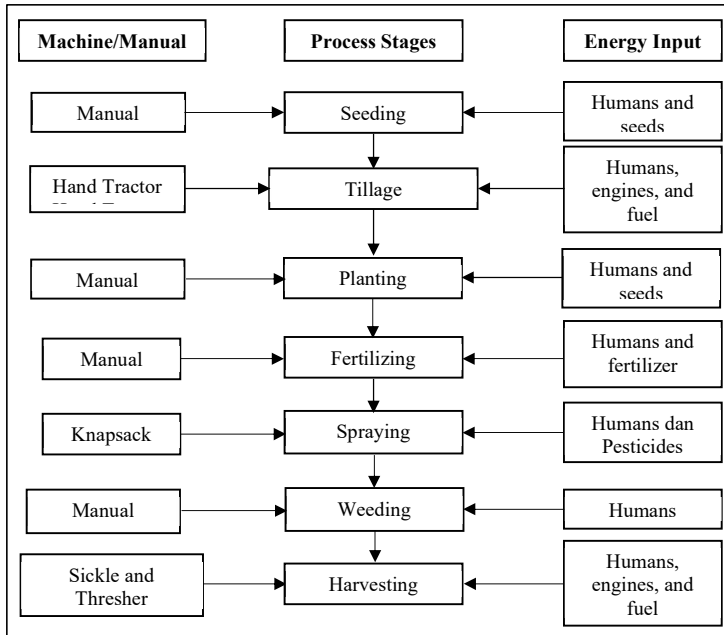 Machine/Manual
Process Stages
Energy Input
Manual
Seeding
Humans and
seeds
Hand Tractor
Tillage
Humans,
engines, and
fuel
Manual
Planting
Humans and
seeds
Manual
Fertilizing
Humans and
fertilizer
Knapsack
Spraying
Humans dan
Pesticides
Manual
Weeding
Humans
Sickle and
Thresher
Harvesting
Humans,
engines, and
fuel